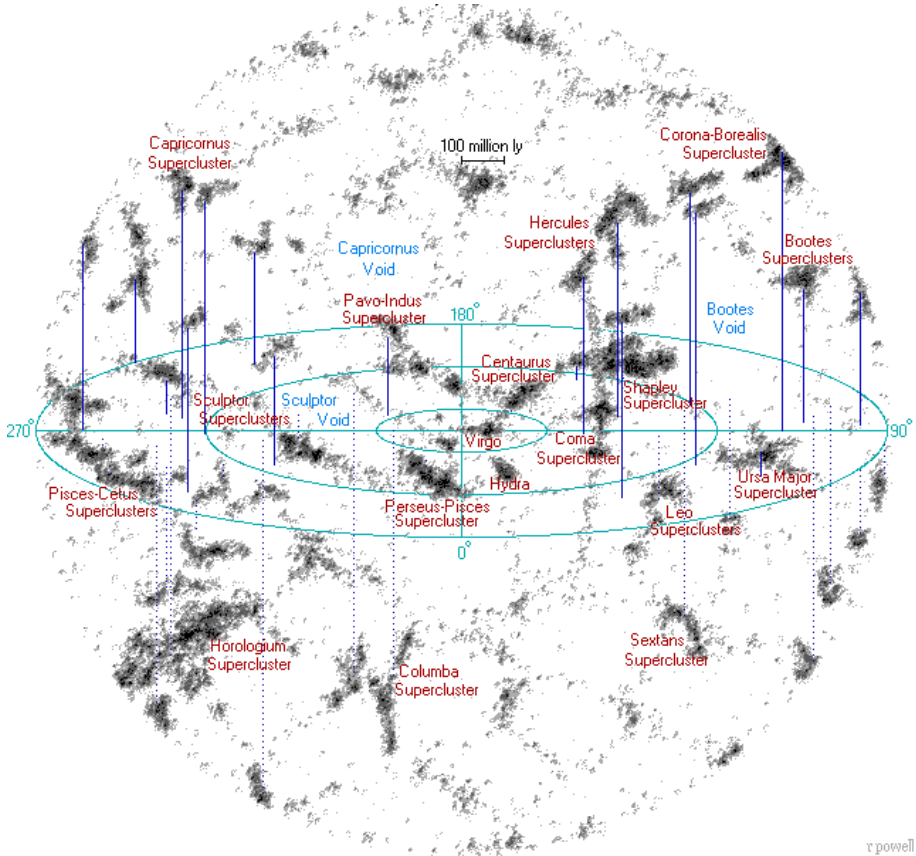 Corona-Borealis
Supercluster
Capricornus
Supercluster
100 million ly
Hercules
Superclusters
Capricornus
Void
Bootes
Superclusters
Pavo-Indus
Supercluster
180°
Bootes
Void
Centaurus
Supercluster
Sculptor
Superclusters
Sculptor
Void
Shapley
Supercluster
270°
Virgo
Coma
Supercluster
90°
Pisces-Cetus
Superclusters
Perseus-Pisces
Supercluster
Hydra
Ursa Major
Supercluster
Leo
Superclusters
0°
Horologium
Supercluster
Columba
Supercluster
Sextans
Supercluster
r powell